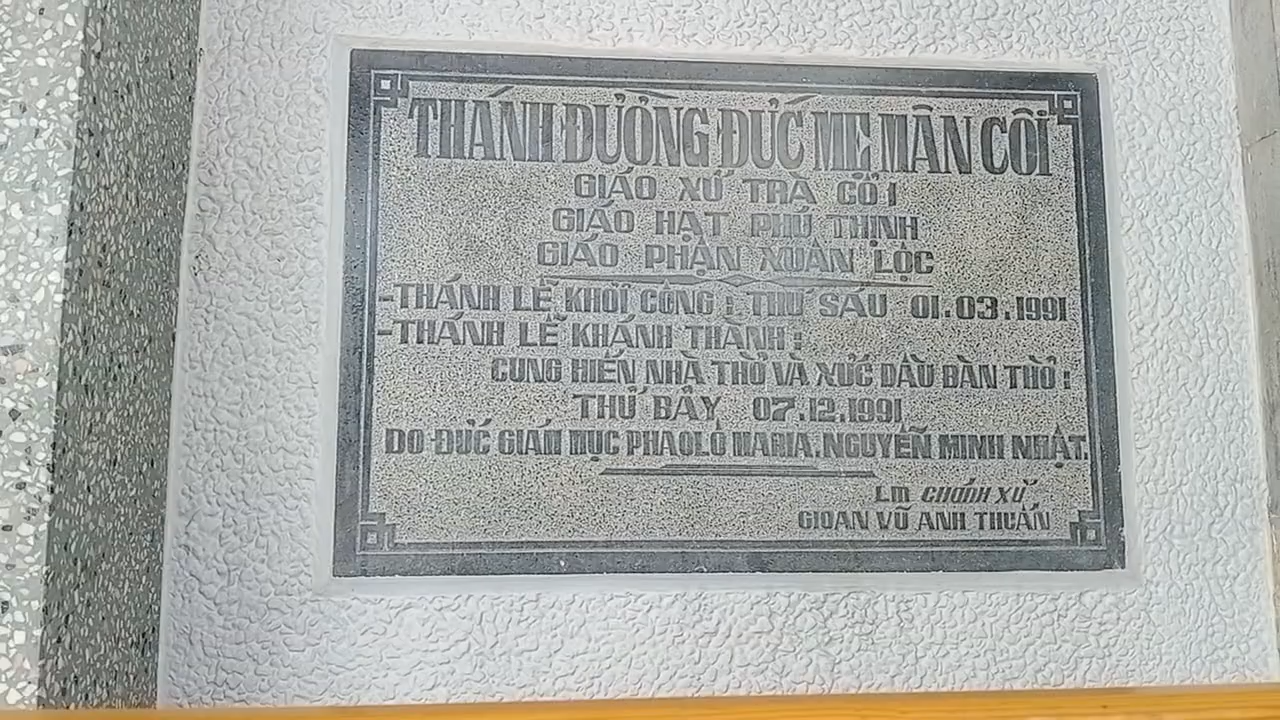 THÁNH ĐƯỜNG ĐỨC MẸ MÂN CÔI
GIÁO XỨ TRÀ CỔ I
GIÁO HẠT PHÚ THỊNH
GIÁO PHẬN XUÂN LỘC
-THÁNH LỄ KHỞI CÔNG : THỨ SÁU 01.03.1991
-THÁNH LỄ KHÁNH THÀNH :
CUNG HIẾN NHÀ THỜ VÀ XỨC DẦU BÀN THỜ :
THỨ BẢY 07.12.1991
DO ĐỨC GIÁM MỤC PHAOLÔ MARIA. NGUYỄN MINH NHẬT.
LM CHÁNH XỨ
GIOAN VŨ ANH THUẤN